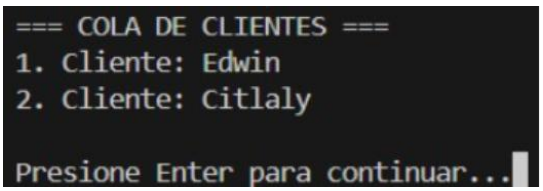 === COLA DE CLIENTES ===
1. Cliente: Edwin
2. Cliente: Citlaly
Presione Enter para continuar...